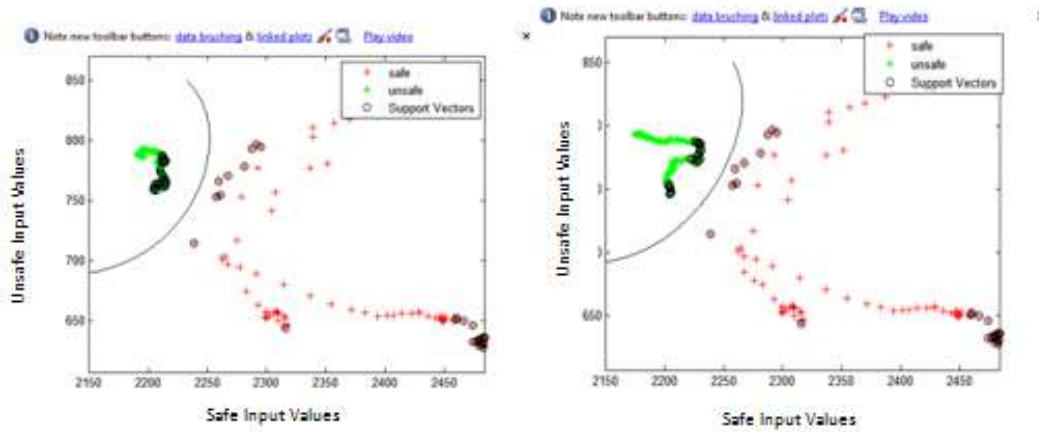 Note new toolbar buttons: data bruching & linked plots Play video
safe
unsafe
Support Vectors
850
800
750
650
Unsafe Input Values
2150 2200 2250 2300 2350 2400 2450
Safe Input Values
Note new toolbar buttons: data bruching & linked plots Play video
safe
unsafe
Support Vectors
850
650
Unsafe Input Values
2150 2200 2250 2300 2350 2400 2450
Safe Input Values